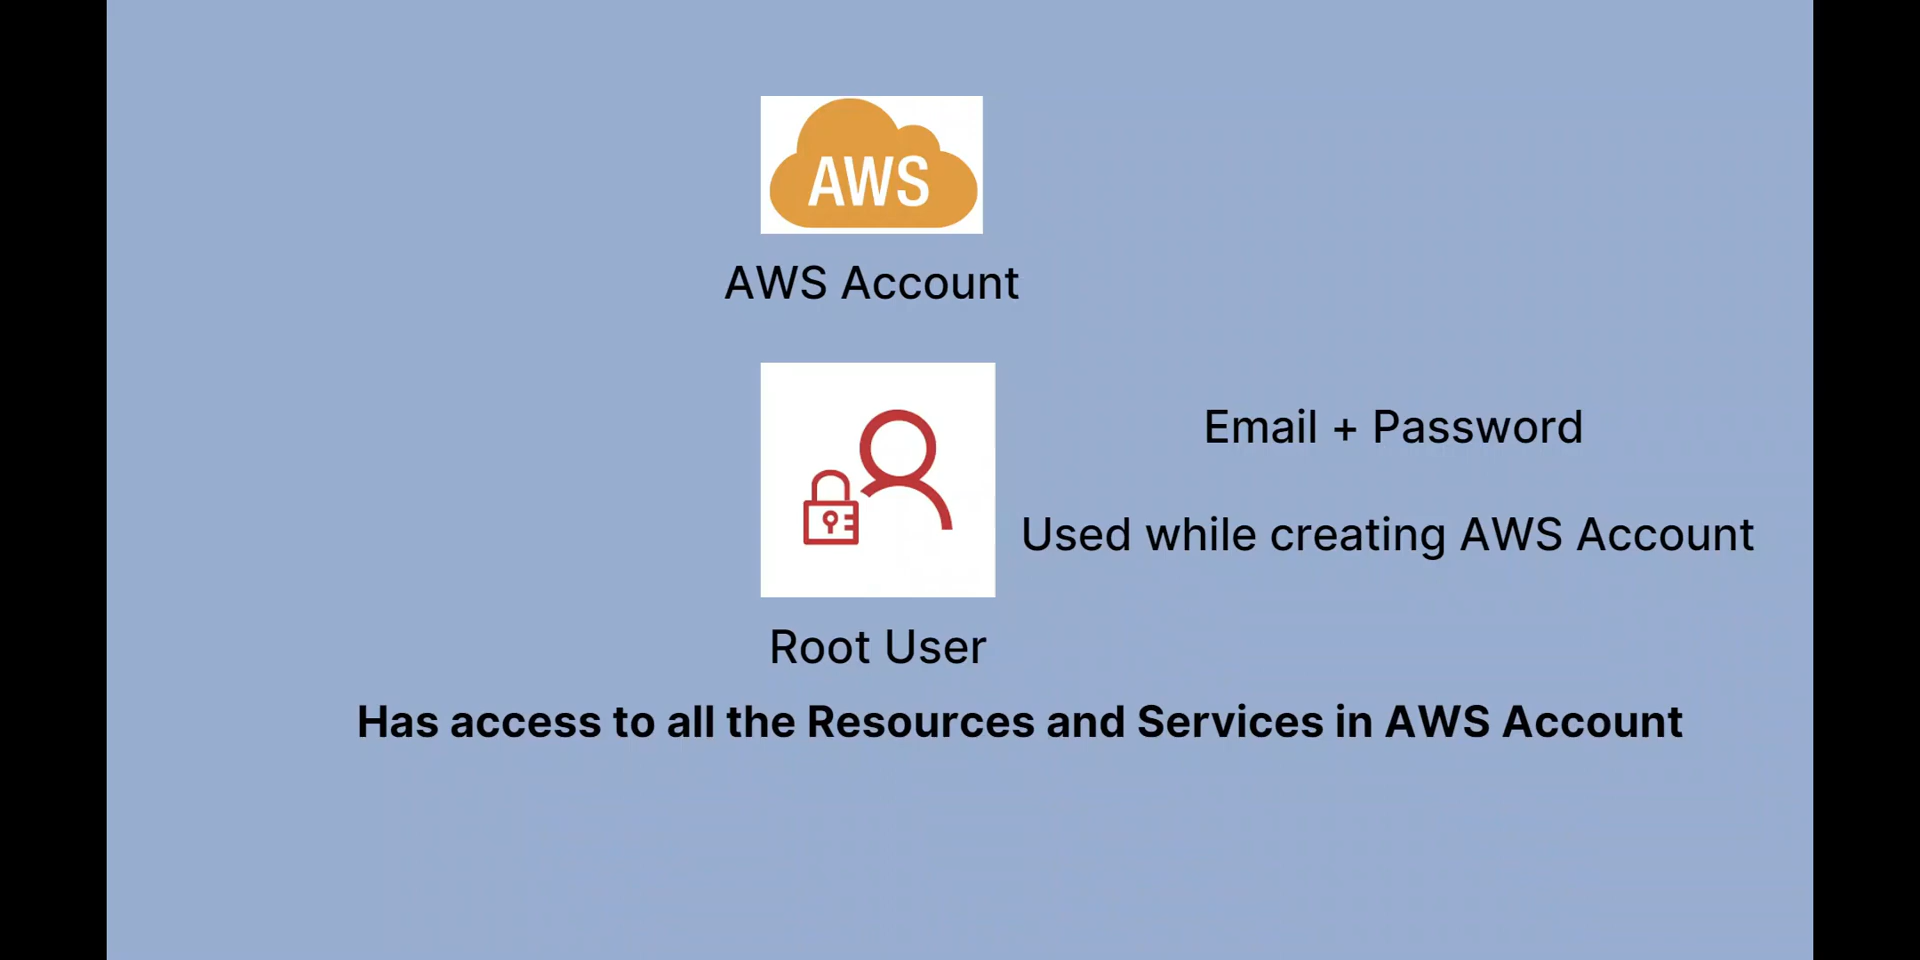 AWS
AWS Account
Email + Password
Used while creating AWS Account
Root User
Has access to all the Resources and Services in AWS Account